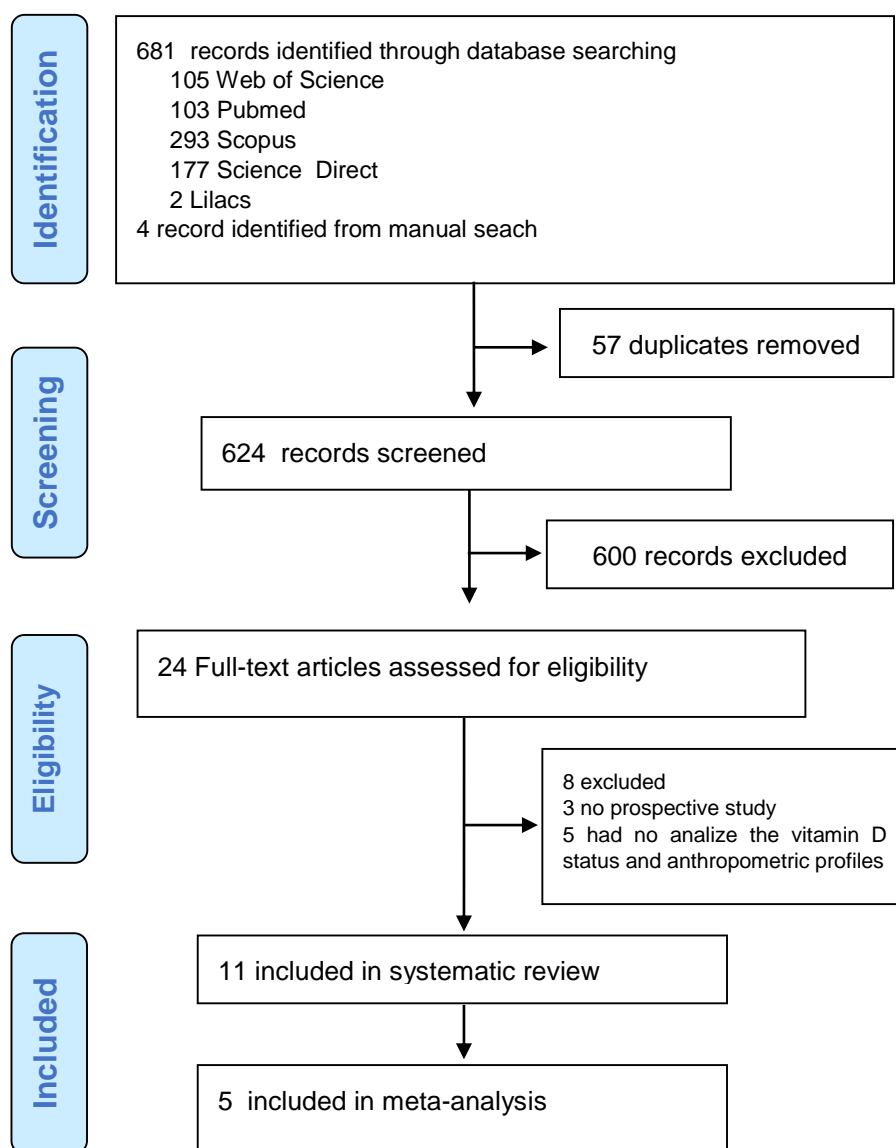 Identification
681 records identified through database searching
105 Web of Science
103 Pubmed
293 Scopus
177 Science Direct
2 Lilacs
4 record identified from manual seach
57 duplicates removed
Screening
624 records screened
600 records excluded
Eligibility
24 Full-text articles assessed for eligibility
8 excluded
3 no prospective study
5 had no analize the vitamin D
status and anthropometric profiles
Included
11 included in systematic review
5 included in meta-analysis